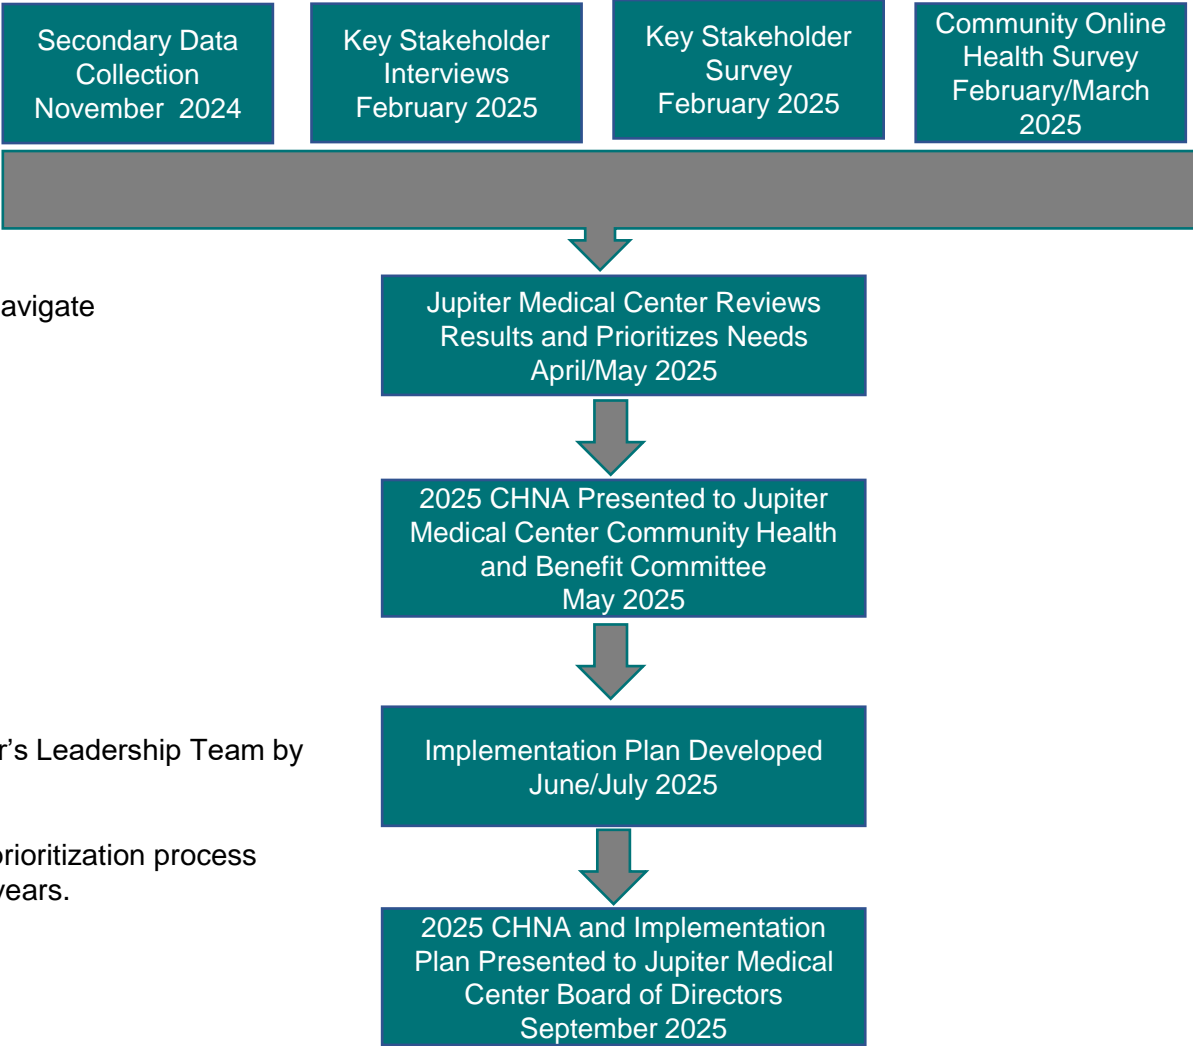 Secondary Data
Collection
November 2024
Key Stakeholder
Interviews
February 2025
Key Stakeholder
Survey
February 2025
Community Online
Health Survey
February/March
2025
avigate
Jupiter Medical Center Reviews
Results and Prioritizes Needs
April/May 2025
2025 CHNA Presented to Jupiter
Medical Center Community Health
and Benefit Committee
May 2025
r’s Leadership Team by
Implementation Plan Developed
June/July 2025
prioritization process
years.
2025 CHNA and Implementation
Plan Presented to Jupiter Medical
Center Board of Directors
September 2025